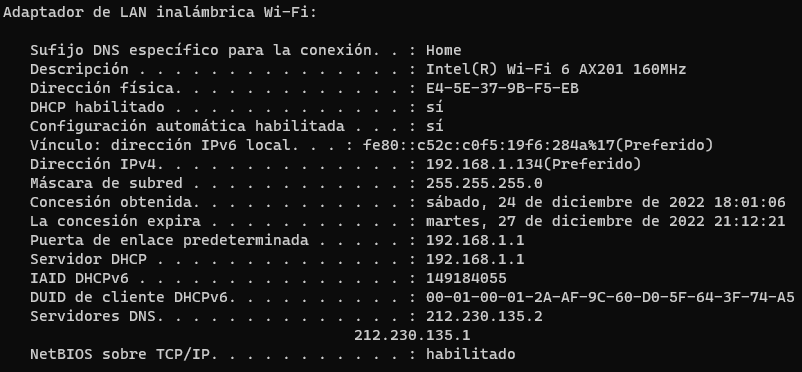 Adaptador de LAN inalámbrica Wi-Fi:
Sufijo DNS específico para la conexión. . : Home
Descripción . . . . . . . . . . . . . . . : Intel(R) Wi-Fi 6 AX201 160MHz
Dirección física. . . . . . . . . . . . . : E4-5E-37-9B-F5-EB
DHCP habilitado . . . . . . . . . . . . . : sí
Configuración automática habilitada . . . : sí
Vínculo: dirección IPv6 local. . . : fe80::c52c:c0f5:19f6:284a%17(Preferido)
Dirección IPv4. . . . . . . . . . . . . . : 192.168.1.134(Preferido)
Máscara de subred . . . . . . . . . . . . : 255.255.255.0
Concesión obtenida. . . . . . . . . . . . : sábado, 24 de diciembre de 2022 18:01:06
La concesión expira . . . . . . . . . . . : martes, 27 de diciembre de 2022 21:12:21
Puerta de enlace predeterminada . . . . . : 192.168.1.1
Servidor DHCP . . . . . . . . . . . . . . : 192.168.1.1
IAID DHCPv6 . . . . . . . . . . . . . . . : 149184055
DUID de cliente DHCPv6. . . . . . . . . . : 00-01-00-01-2A-AF-9C-60-D0-5F-64-3F-74-A5
Servidores DNS. . . . . . . . . . . . . . : 212.230.135.2
212.230.135.1
NetBIOS sobre TCP/IP. . . . . . . . . . . : habilitado